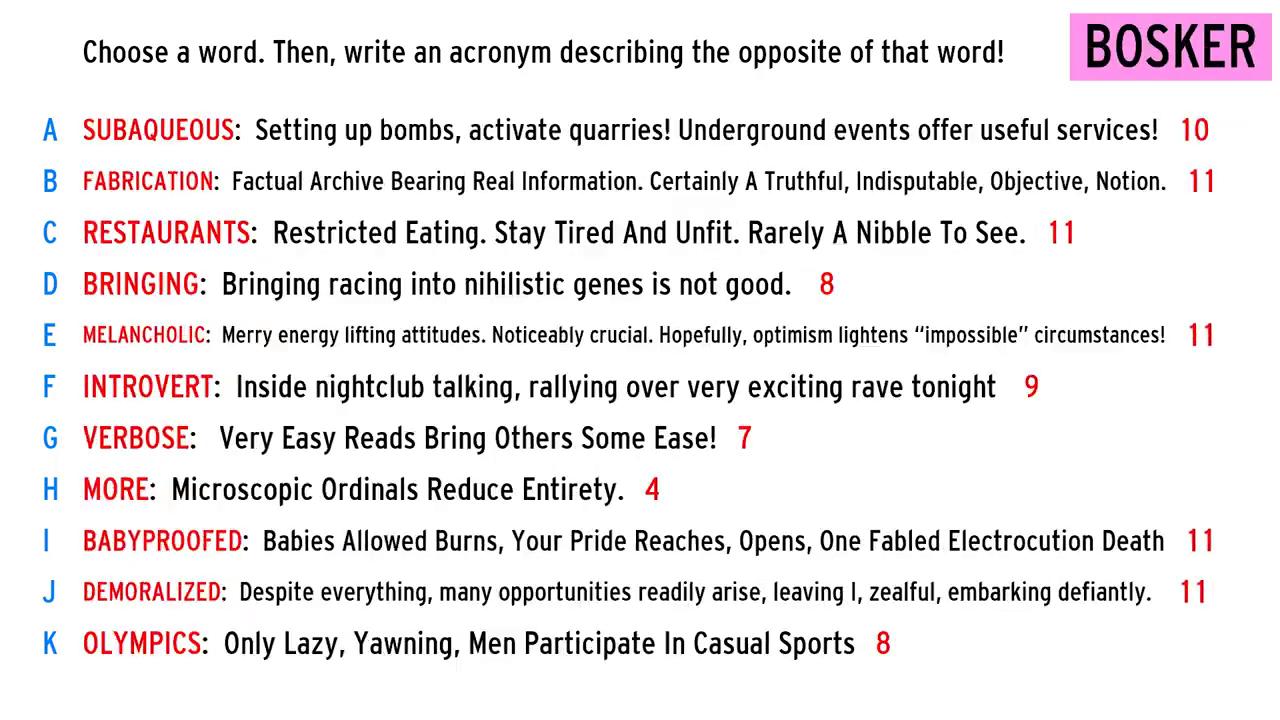 Choose a word. Then, write an acronym describing the opposite of that word!
BOSKER
A SUBAQUEOUS: Setting up bombs, activate quarries! Underground events offer useful services! 10
B FABRICATION: Factual Archive Bearing Real Information. Certainly A Truthful, Indisputable, Objective, Notion. 11
C RESTAURANTS: Restricted Eating. Stay Tired And Unfit. Rarely A Nibble To See. 11
D BRINGING: Bringing racing into nihilistic genes is not good. 8
E MELANCHOLIC: Merry energy lifting attitudes. Noticeably crucial. Hopefully, optimism lightens “impossible” circumstances! 11
F INTROVERT: Inside nightclub talking, rallying over very exciting rave tonight 9
G VERBOSE: Very Easy Reads Bring Others Some Ease! 7
H MORE: Microscopic Ordinals Reduce Entirety. 4
I BABYPROOFED: Babies Allowed Burns, Your Pride Reaches, Opens, One Fabled Electrocution Death 11
J DEMORALIZED: Despite everything, many opportunities readily arise, leaving I, zealful, embarking defiantly. 11
K OLYMPICS: Only Lazy, Yawning, Men Participate In Casual Sports 8